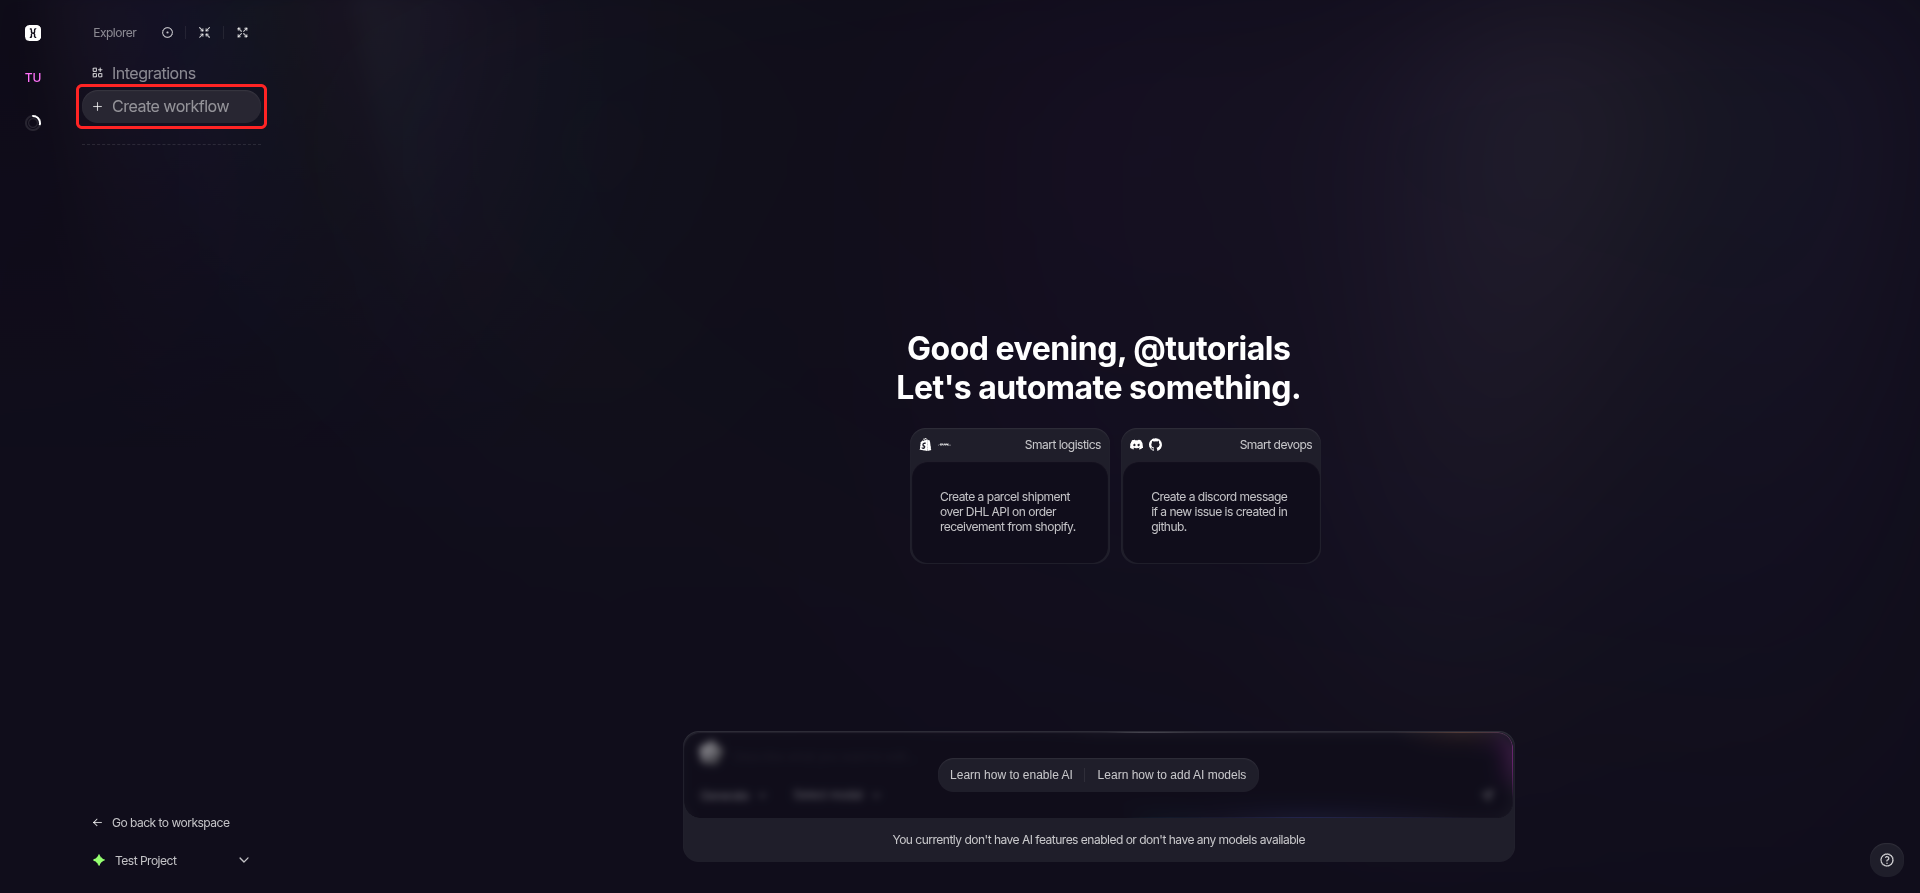 Explorer
TU
Integrations
Create workflow
Good evening, @tutorials
Let's automate something.
Smart logistics
Create a parcel shipment
over DHL API on order
receivement from shopify.
Smart devops
Create a discord message
if a new issue is created in
github.
Learn how to enable AI
Learn how to add AI models
You currently don't have AI features enabled or don't have any models available
Go back to workspace
Test Project